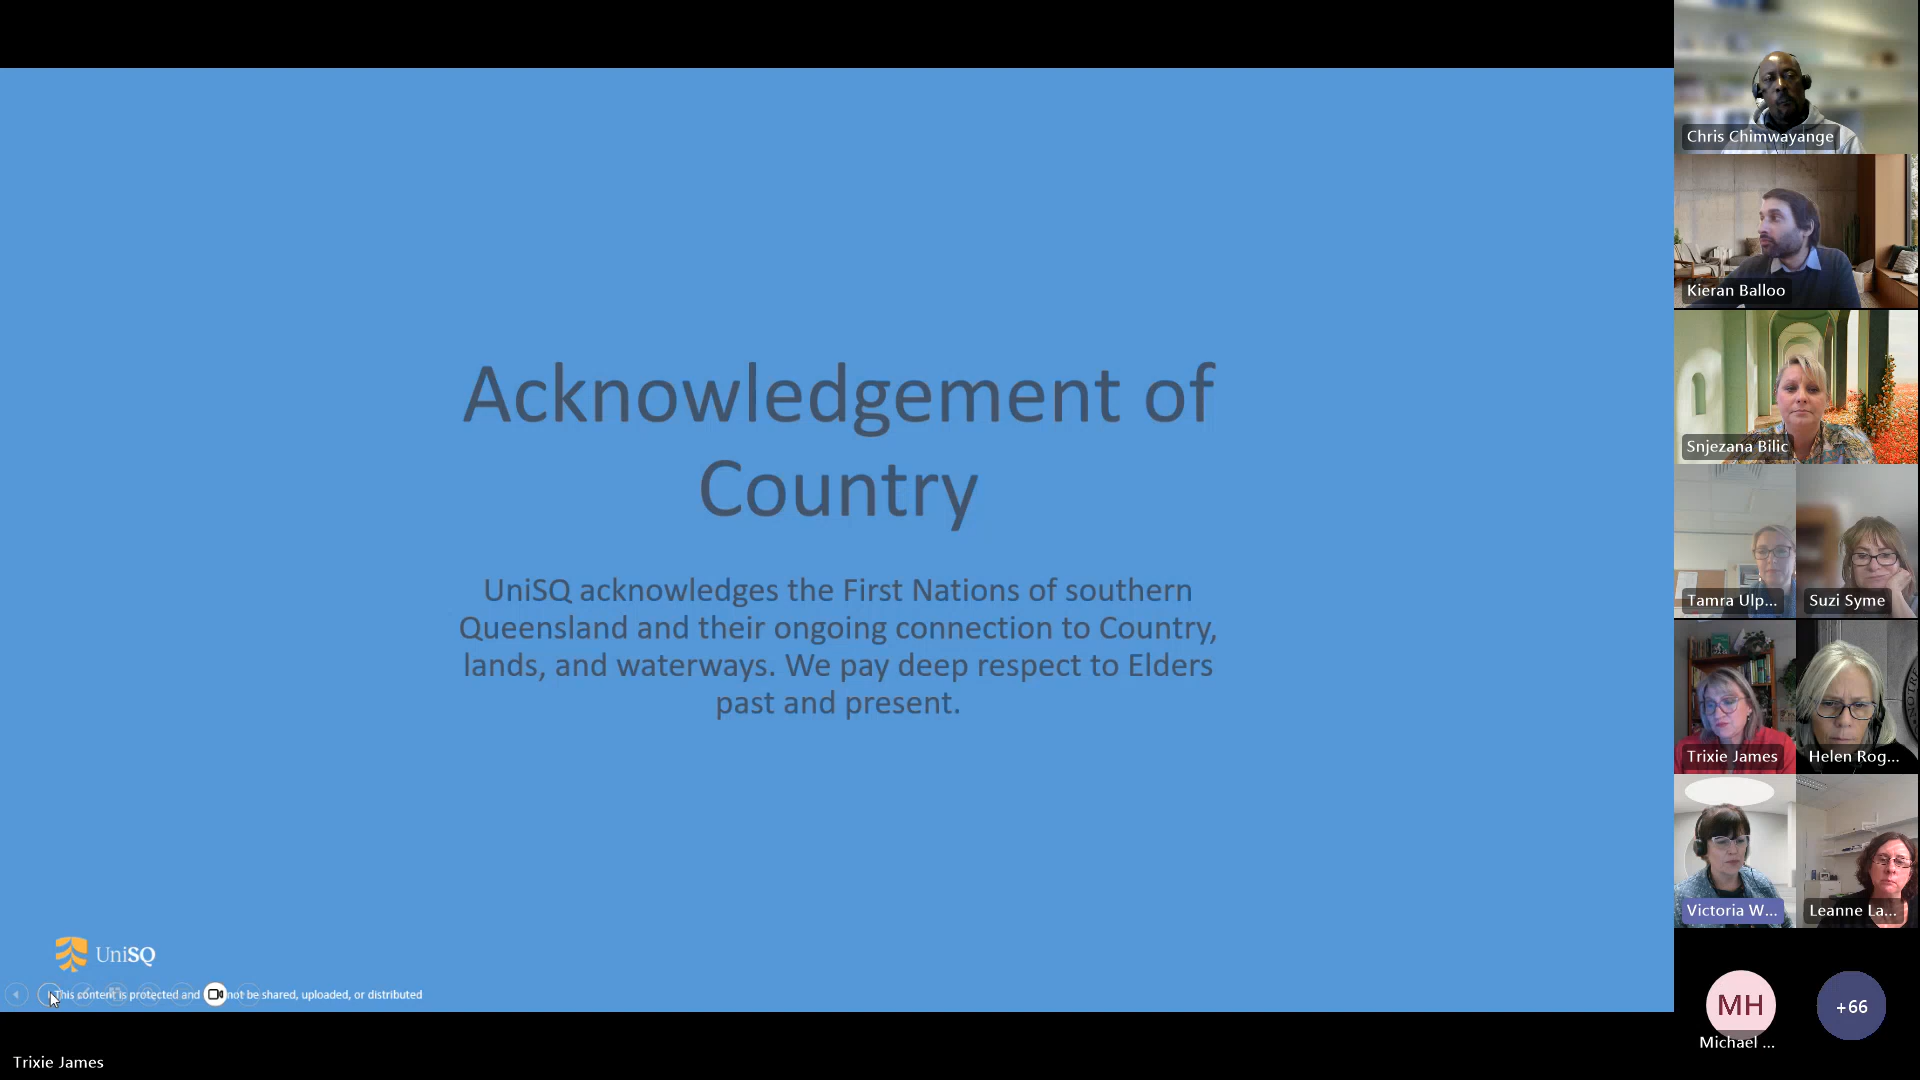 Acknowledgement of
Country
UniSQ acknowledges the First Nations of southern
Queensland and their ongoing connection to Country,
lands, and waterways. We pay deep respect to Elders
past and present.
UniSQ
This content is protected and
not be shared, uploaded, or distributed
Trixie James
Chris Chimwayange
Kieran Balloo
Snjezana Bilic
Tamra Ulp...
Suzi Syme
Trixie James
Helen Rog...
Victoria W...
Leanne La...
MH
Michael ...
+66